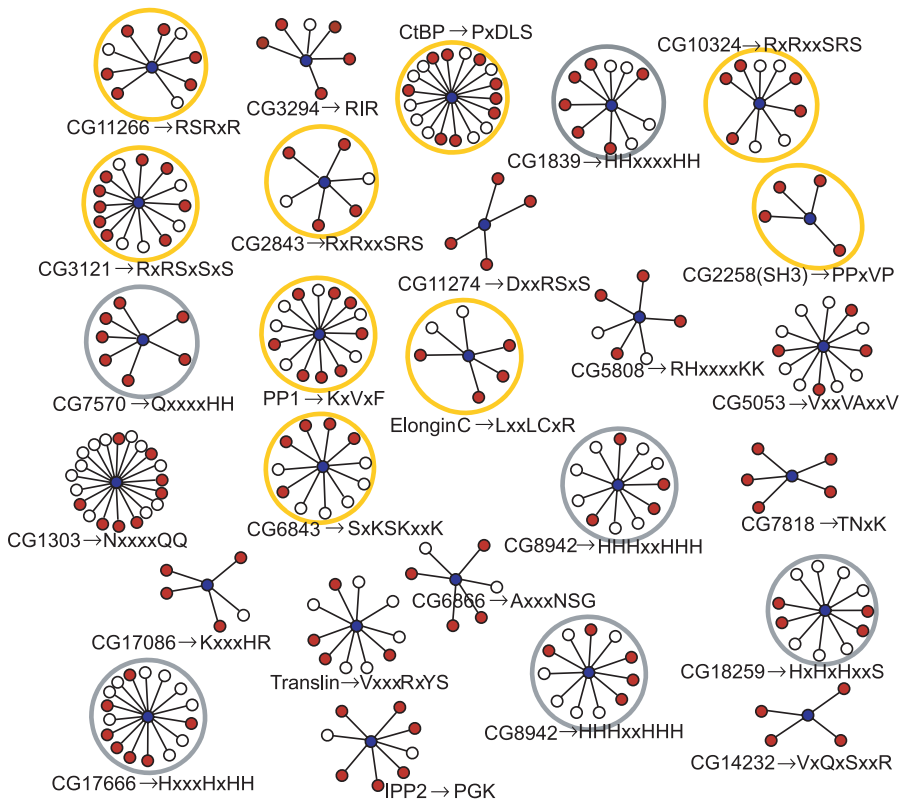 CtBP→PxDLS
CG10324→RxRxxSRS
CG11266→RSRxR
CG3294→RIR
CG1839→HHxxxxHH
CG3121→RxRSxSxS
CG2843→RxRxxSRS
CG11274→DxxRSxS
CG2258(SH3)→PPxVP
CG7570→QxxxxHH
PP1→KxVxF
ElonginC→LxxLCxR
CG5808→RHxxxxKK
CG5053→VxxVAxxV
CG1303→NxxxxQQ
CG6843→SxKSKxxK
CG8942→HHHxxHHH
CG7818→TNxK
CG17086→KxxxHR
CG6866→AxxxNSG
Translin→VxxxRxYS
CG18259→HxHxHxxS
CG8942→HHHxxHHH
CG17666→HxxxHxHH
IPP2→PGK
CG14232→VxQxSxxR